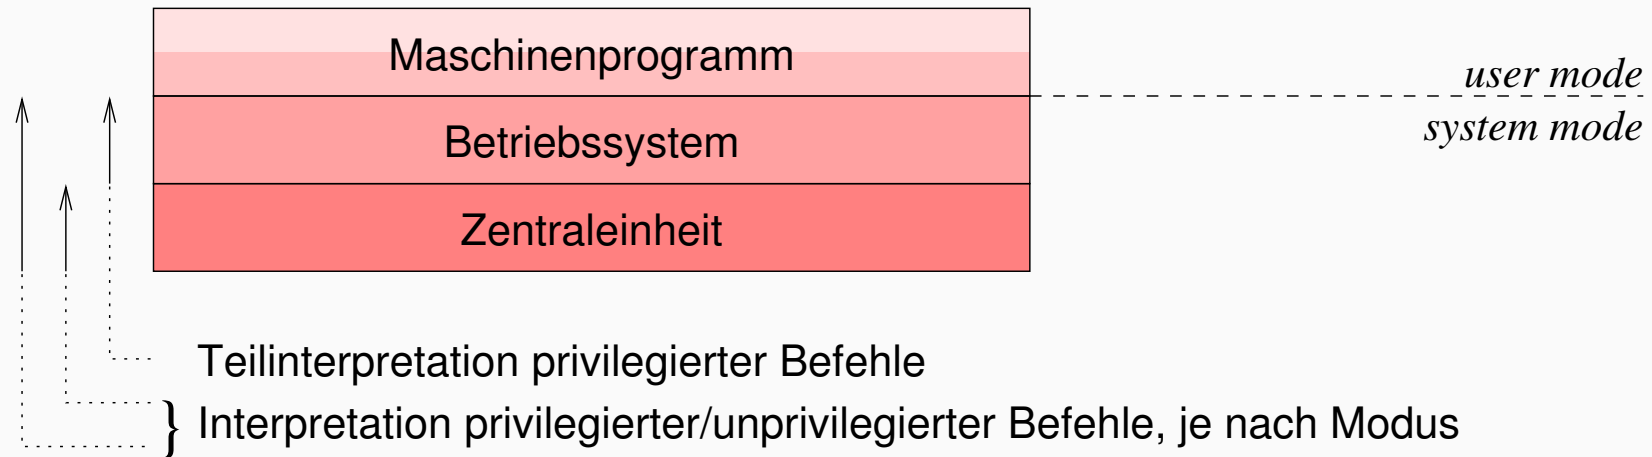 Maschinenprogramm
user mode
Betriebssystem
system mode
Zentraleinheit
Teilinterpretation privilegierter Befehle
} Interpretation privilegierter/unprivilegierter Befehle, je nach Modus